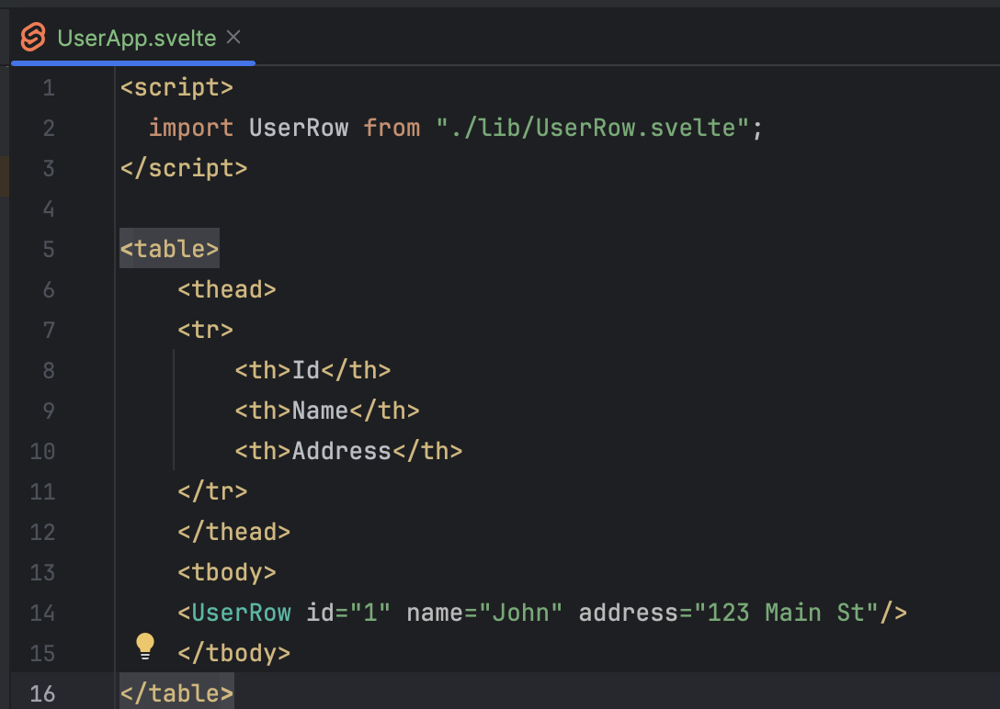 UserApp.svelte
1 <script>
2 import UserRow from "./lib/UserRow.svelte";
3 </script>
4
5 <table>
6 <thead>
7 <tr>
8 <th>Id</th>
9 <th>Name</th>
10 <th>Address</th>
11 </tr>
12 </thead>
13 <tbody>
14 <UserRow id="1" name="John" address="123 Main St"/>
15 </tbody>
16 </table>